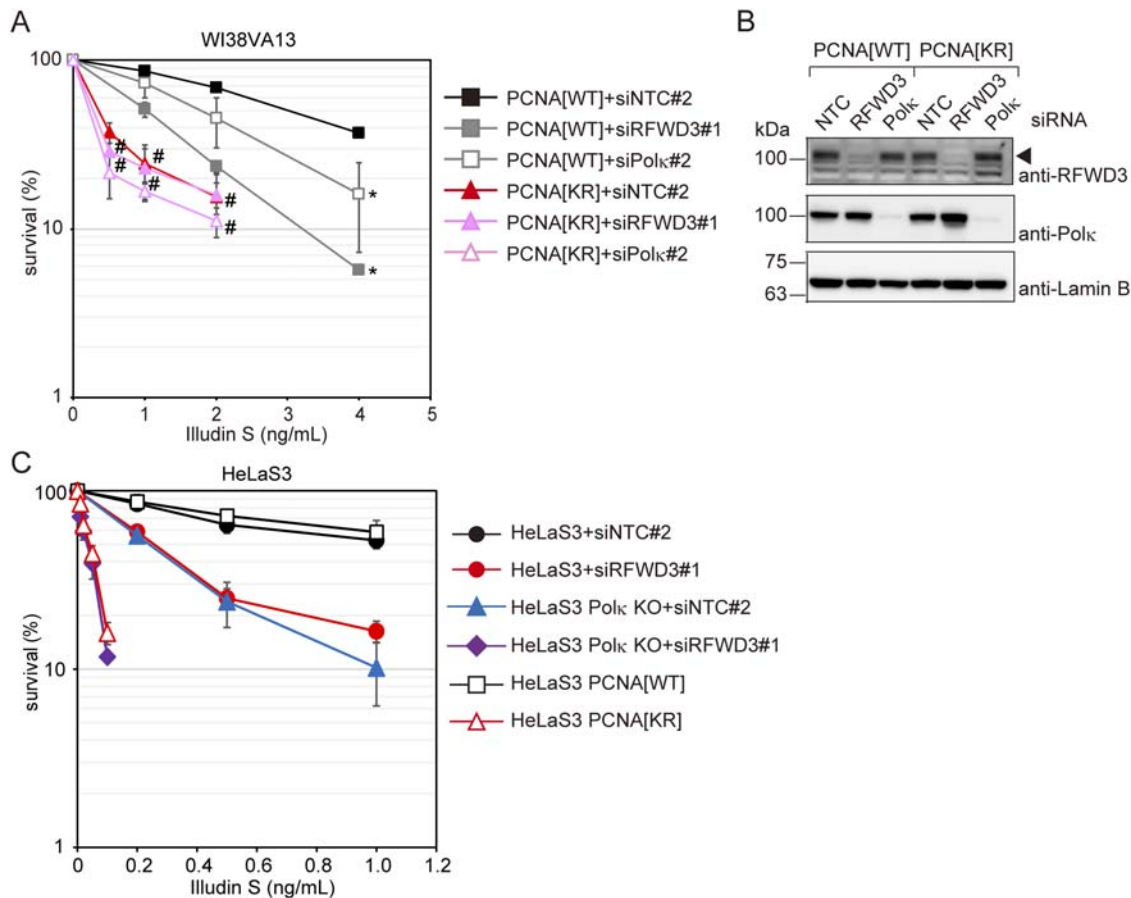 A
WI38VA13
100
10
1
survival (%)
0 1 2 3 4 5
Illudin S (ng/mL)
# # # # # #
* *
PCNA[WT]+siNTC#2
PCNA[WT]+siRFWD3#1
PCNA[WT]+siPolκ#2
PCNA[KR]+siNTC#2
PCNA[KR]+siRFWD3#1
PCNA[KR]+siPolκ#2
B
PCNA[WT] PCNA[KR]
NTC RFWD3 Polκ NTC RFWD3 Polκ siRNA
kDa
100
anti-RFWD3
100
anti-Polκ
75
63
anti-Lamin B
C
HeLaS3
100
10
1
survival (%)
0 0.2 0.4 0.6 0.8 1.0 1.2
Illudin S (ng/mL)
HeLaS3+siNTC#2
HeLaS3+siRFWD3#1
HeLaS3 Polκ KO+siNTC#2
HeLaS3 Polκ KO+siRFWD3#1
HeLaS3 PCNA[WT]
HeLaS3 PCNA[KR]